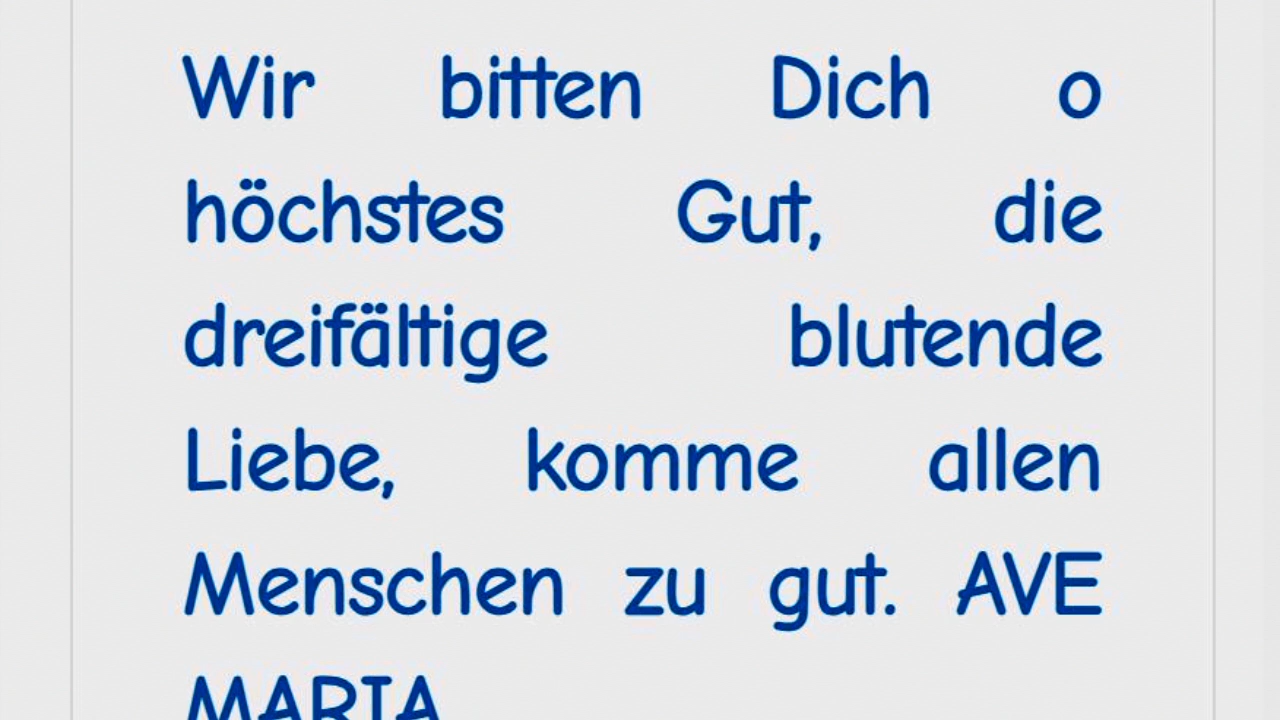 Wir bitten Dich o
höchstes Gut, die
dreifältige blutende
Liebe, komme allen
Menschen zu gut. AVE
MARIA